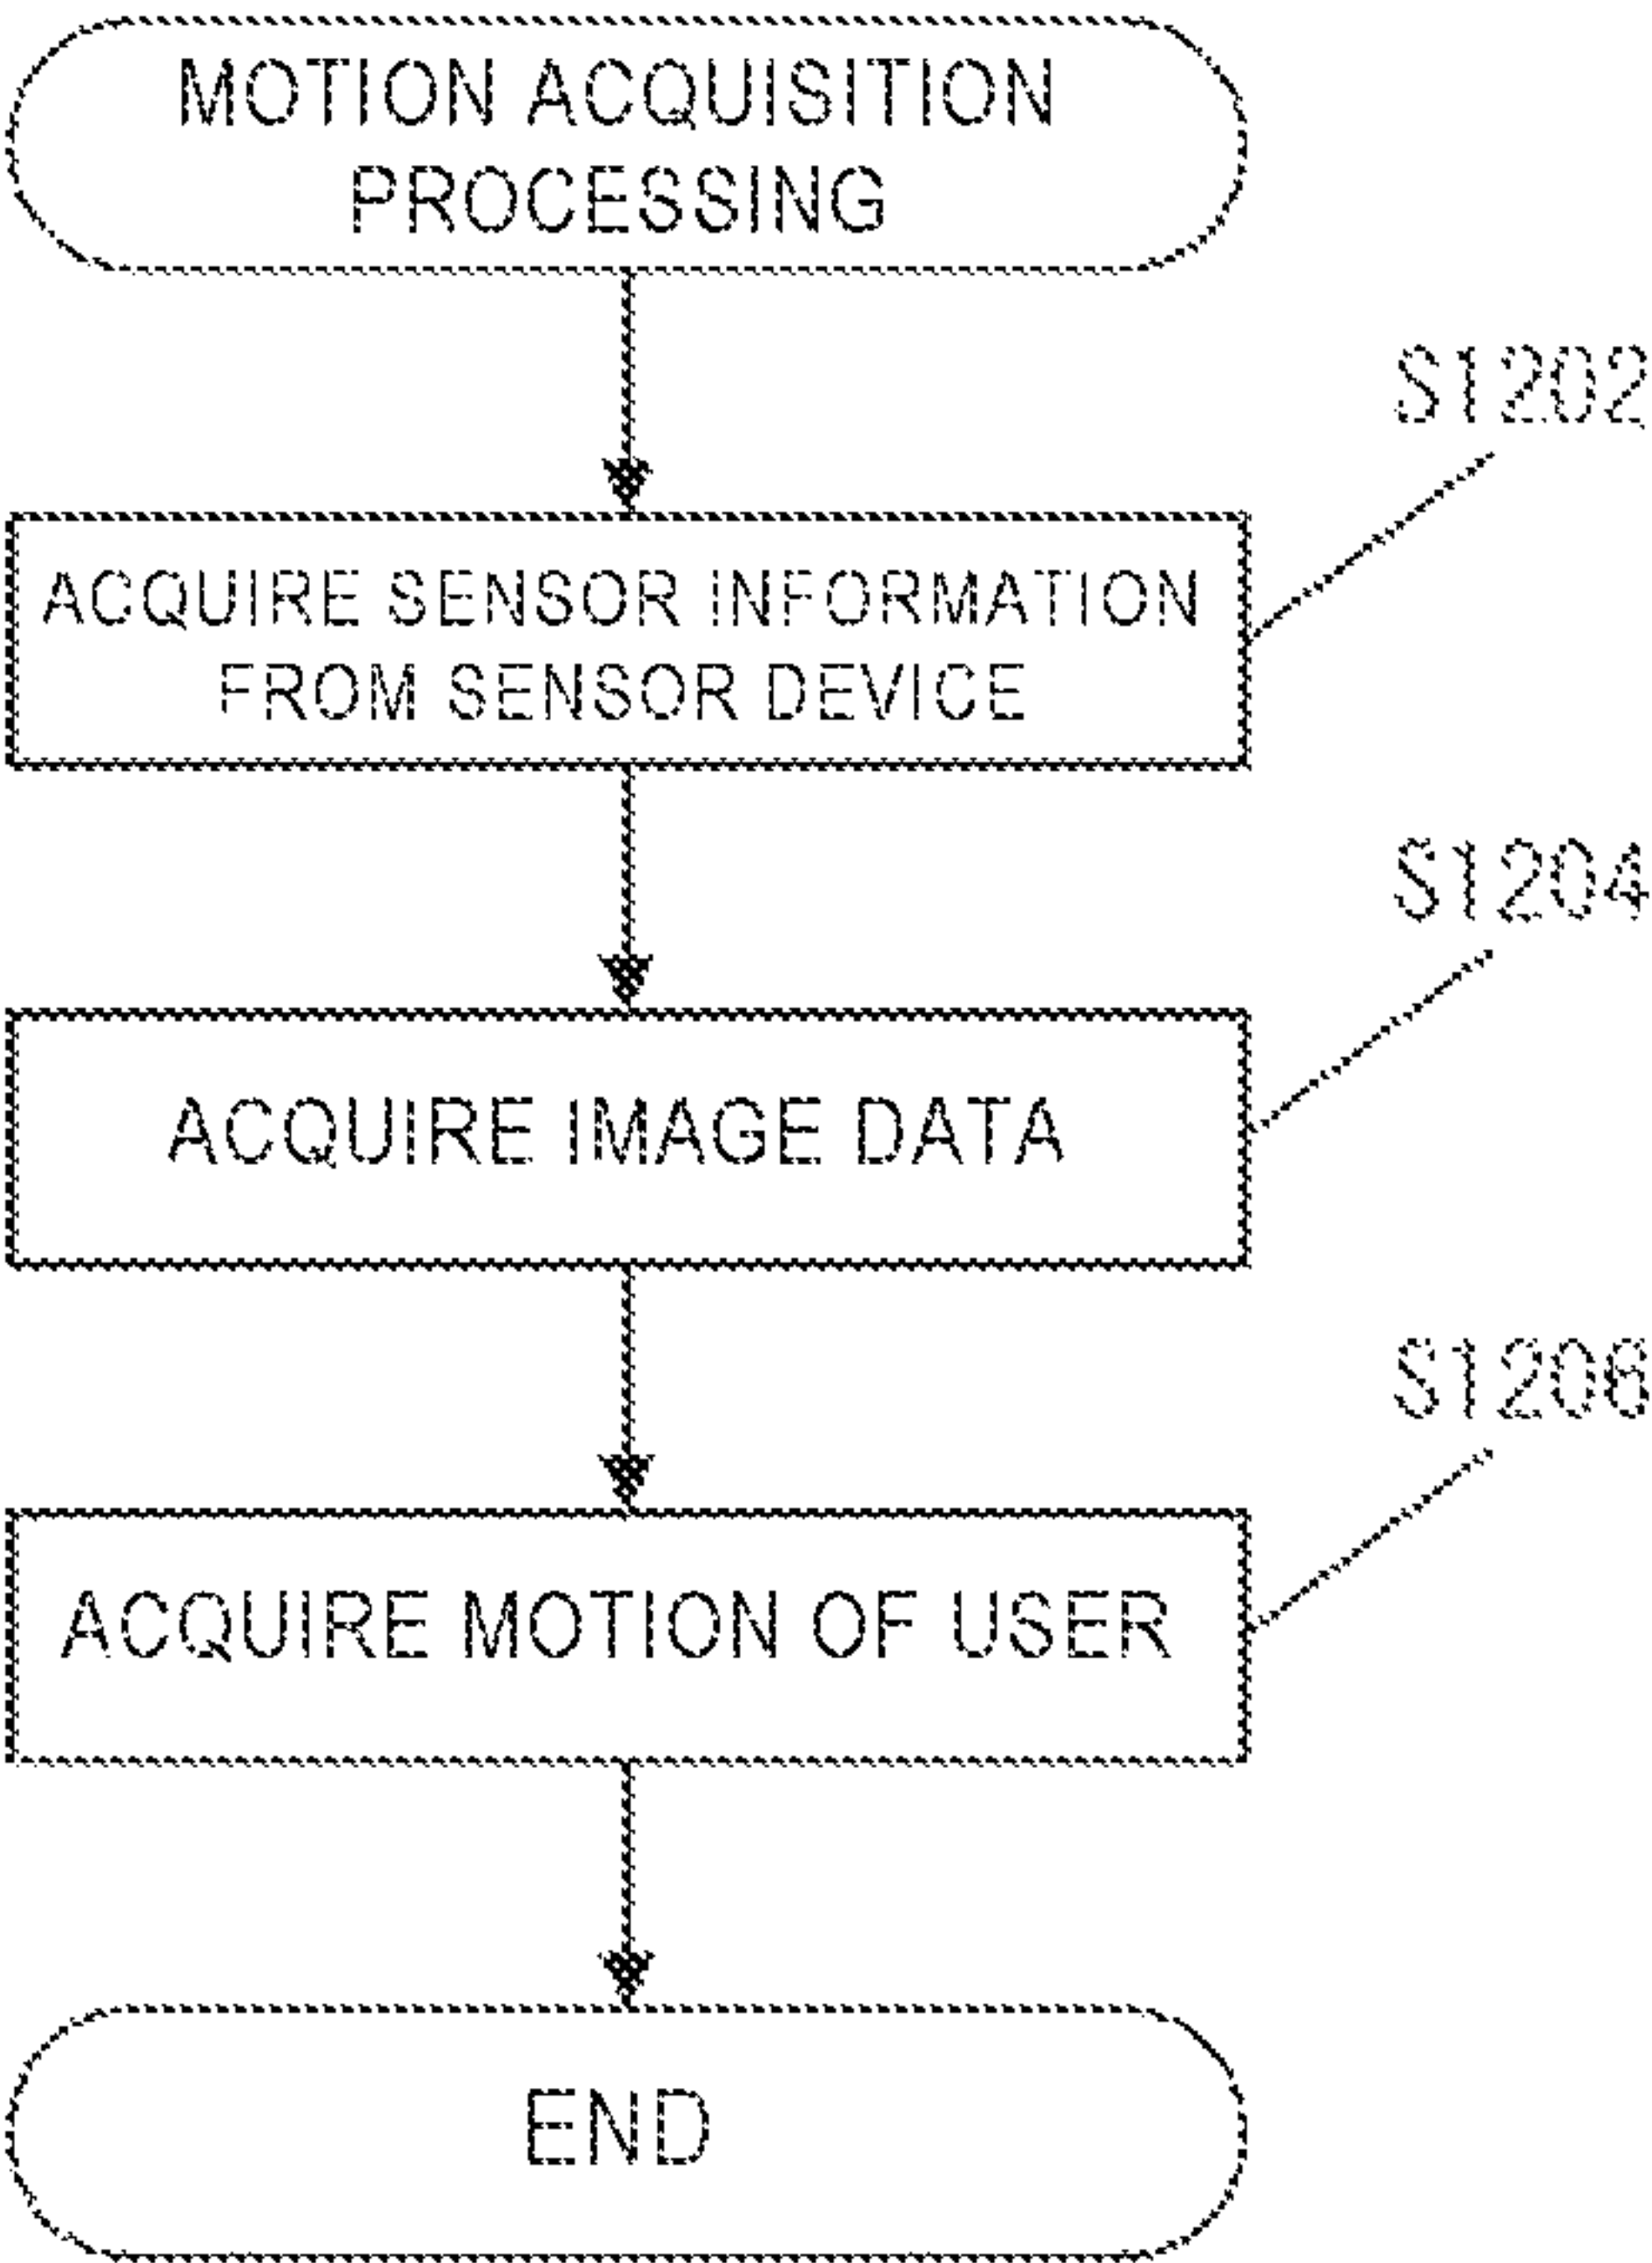 MOTION ACQUISITION
PROCESSING
S1202
ACQUIRE SENSOR INFORMATION
FROM SENSOR DEVICE
S1204
ACQUIRE IMAGE DATA
S1206
ACQUIRE MOTION OF USER
END